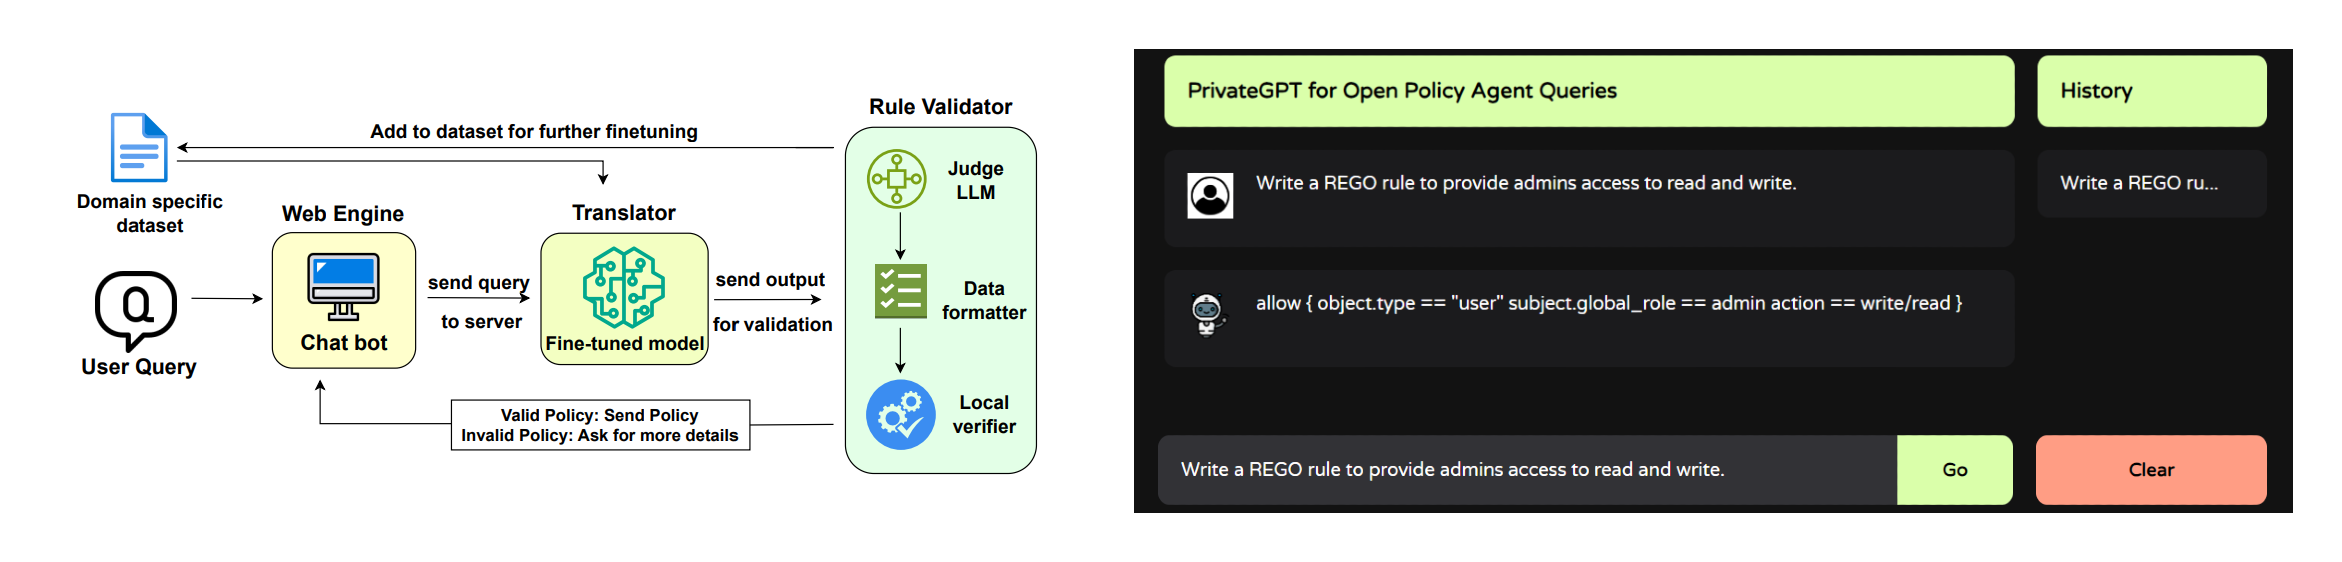 Rule Validator
Add to dataset for further finetuning
Judge
LLM
Domain specific
dataset
Web Engine
Translator
Q
User Query
Chat bot
send query
to server
Fine-tuned model
send output
for validation
Data
formatter
Local
verifier
Valid Policy: Send Policy
Invalid Policy: Ask for more details
PrivateGPT for Open Policy Agent Queries
History
Write a REGO rule to provide admins access to read and write.
Write a REGO ru...
allow { object.type == "user" subject.global_role == admin action == write/read }
Write a REGO rule to provide admins access to read and write.
Go
Clear